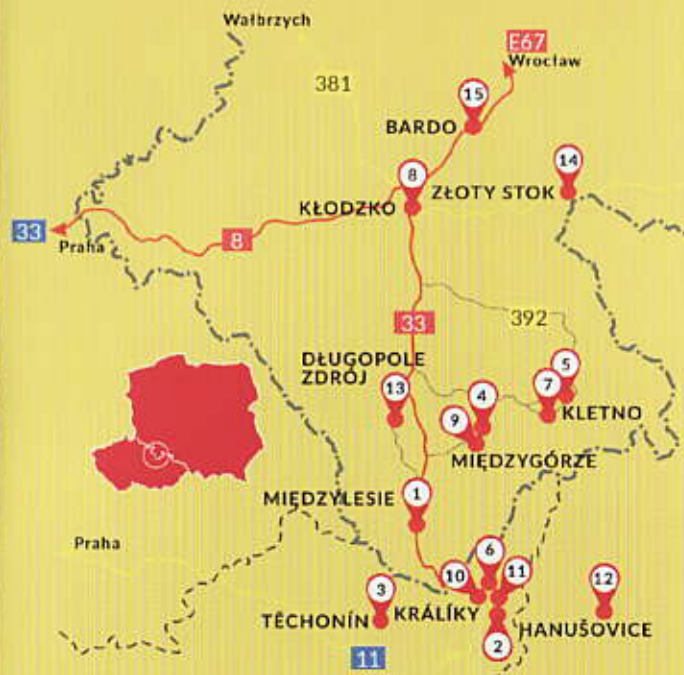 Wałbrzych
E67
Wrocław
381
15
BARDO
14
8
ZŁOTY STOK
KŁODZKO
33
Praha
8
33
392
DŁUGOPOLE
ZDRÓJ
13
5
7
4
9
KLETNO
MIĘDZYGÓRZE
1
MIĘDZYLESIE
Praha
6
10
11
12
3
KRÁLÍKY
TĚCHONÍN
HANUŠOVICE
2
11